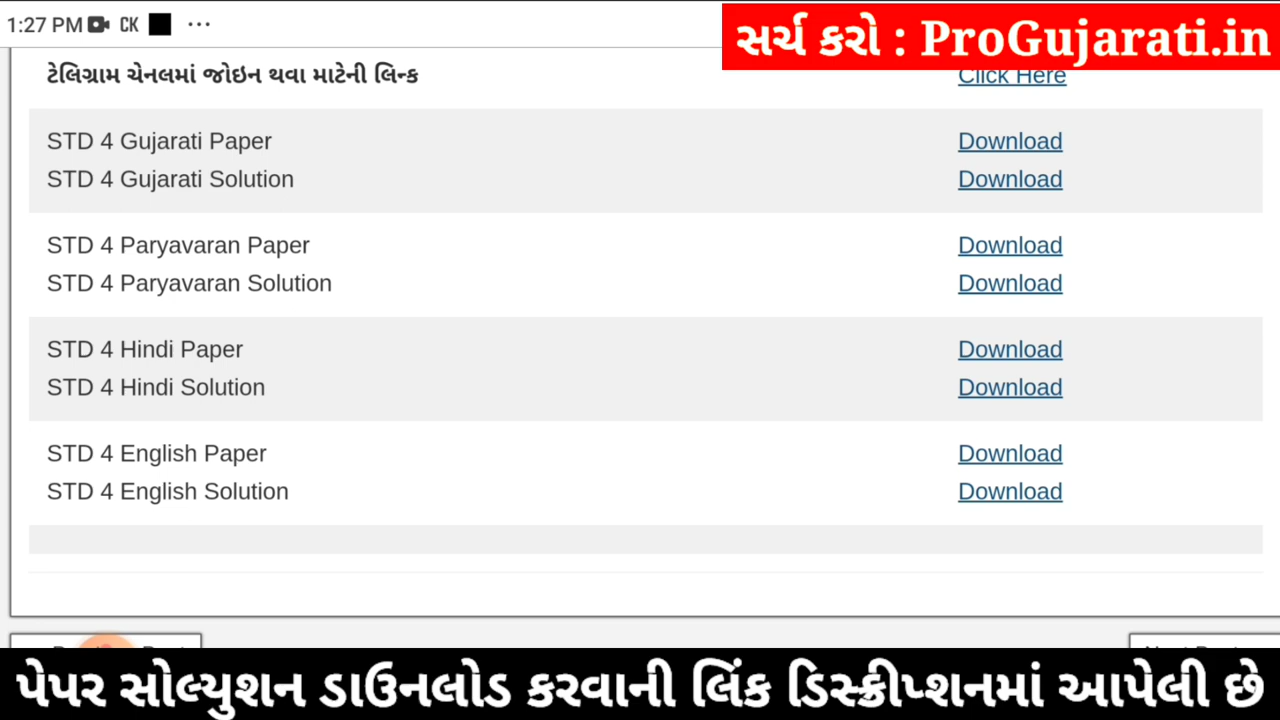 1:27 PM CK ...
સર્ચ કરો : ProGujarati.in
ટેલિગ્રામ ચેનલમાં જોઇન થવા માટેની લિન્ક Click Here
STD 4 Gujarati Paper Download
STD 4 Gujarati Solution Download
STD 4 Paryavaran Paper Download
STD 4 Paryavaran Solution Download
STD 4 Hindi Paper Download
STD 4 Hindi Solution Download
STD 4 English Paper Download
STD 4 English Solution Download
પેપર સોલ્યુશન ડાઉનલોડ કરવાની લિંક ડિસ્ક્રીપ્શનમાં આપેલી છે